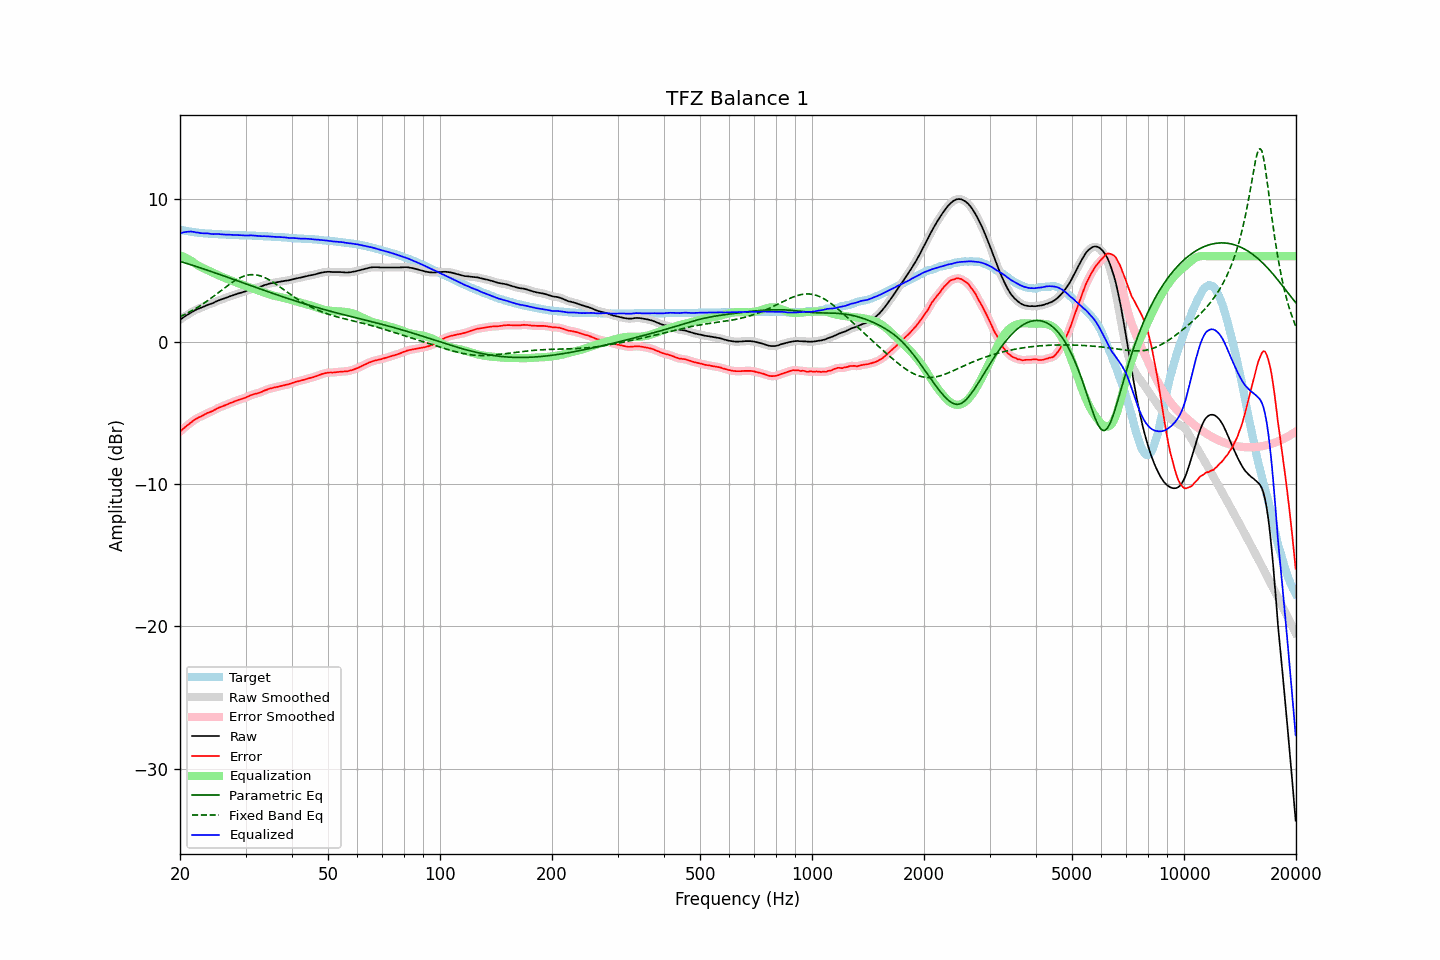 TFZ Balance 1
Amplitude (dBr)
10
0
−10
−20
−30
Target
Raw Smoothed
Error Smoothed
Raw
Error
Equalization
Parametric Eq
Fixed Band Eq
Equalized
20 50 100 200 500 1000 2000 5000 10000 20000
Frequency (Hz)